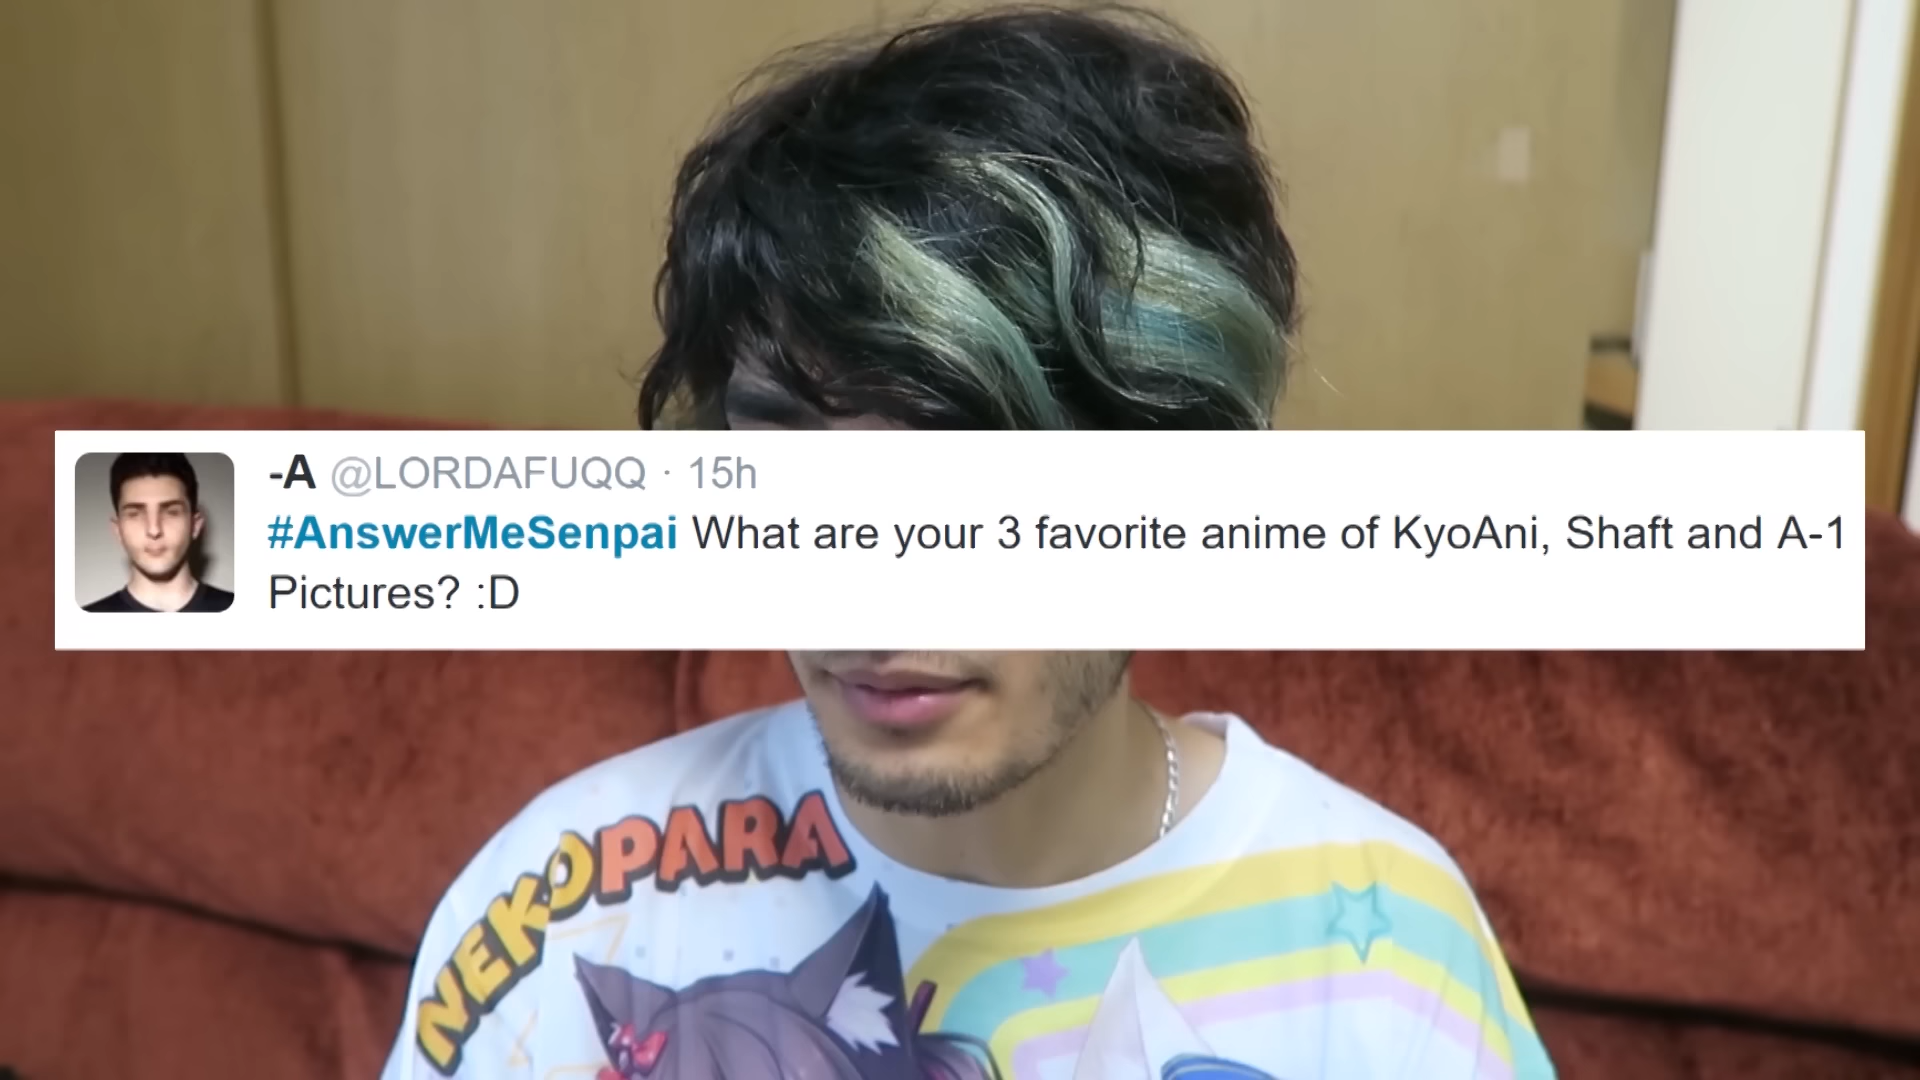 -A @LORDAFUQQ · 15h
#AnswerMeSenpai What are your 3 favorite anime of KyoAni, Shaft and A-1
Pictures? :D
NEKOPARA